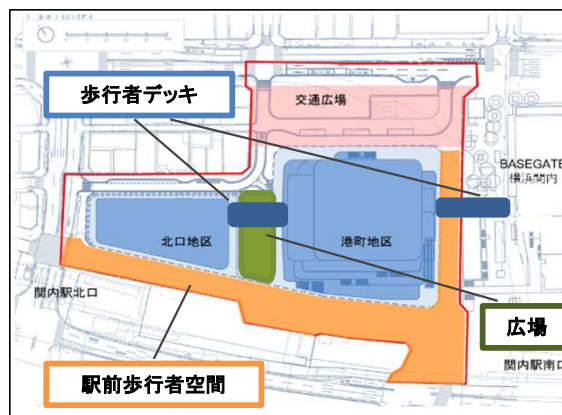 歩行者デッキ
交通広場
BASEGATE
横浜関内
北口地区
港町地区
関内駅北口
広場
関内駅南口
駅前歩行者空間